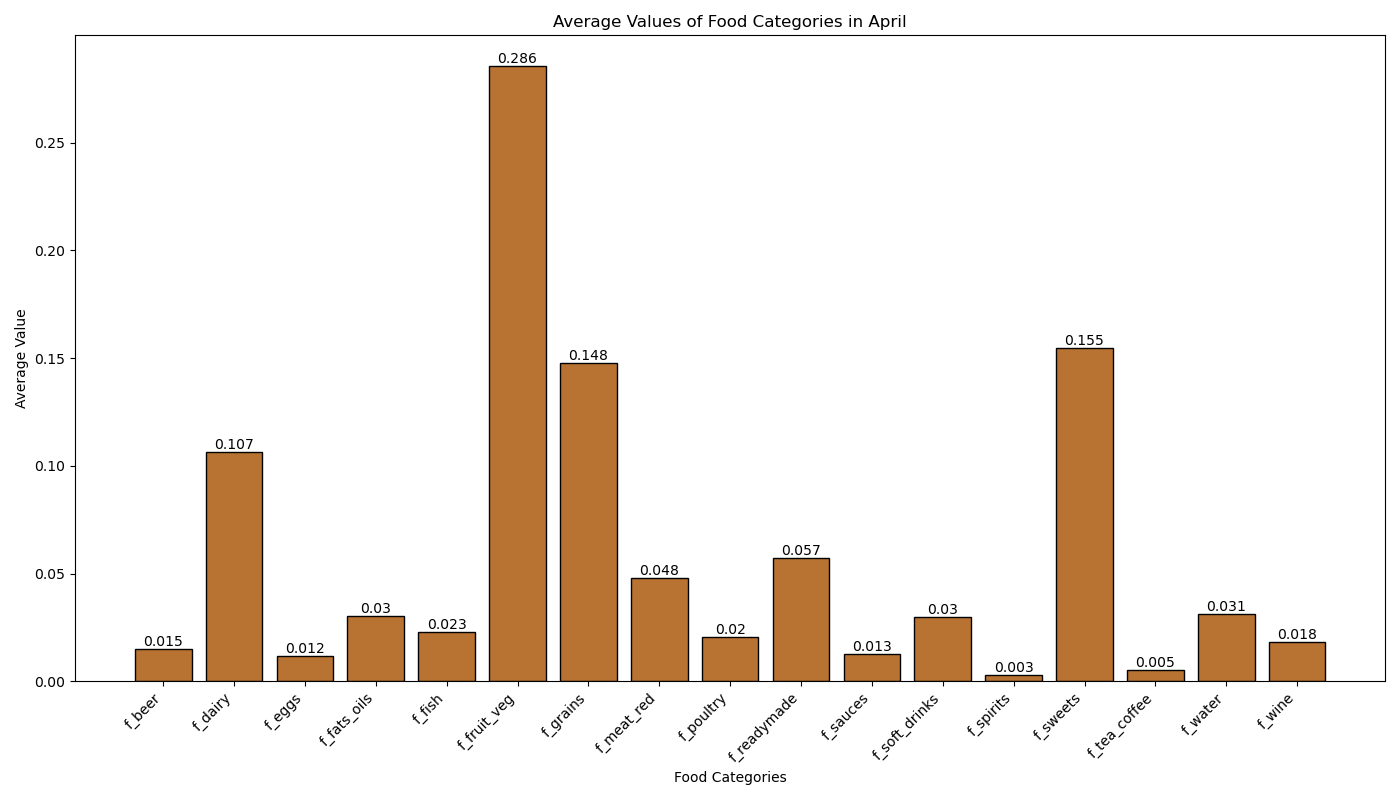 Average Values of Food Categories in April
Average Value
0.25
0.20
0.15
0.10
0.05
0.00
0.015
0.107
0.012
0.03
0.023
0.286
0.148
0.048
0.02
0.057
0.013
0.03
0.003
0.155
0.005
0.031
0.018
f_beer
f_dairy
f_eggs
f_fats_oils
f_fish
f_fruit_veg
f_grains
f_meat_red
f_poultry
f_readymade
f_sauces
f_soft_drinks
f_spirits
f_sweets
f_tea_coffee
f_water
f_wine
Food Categories